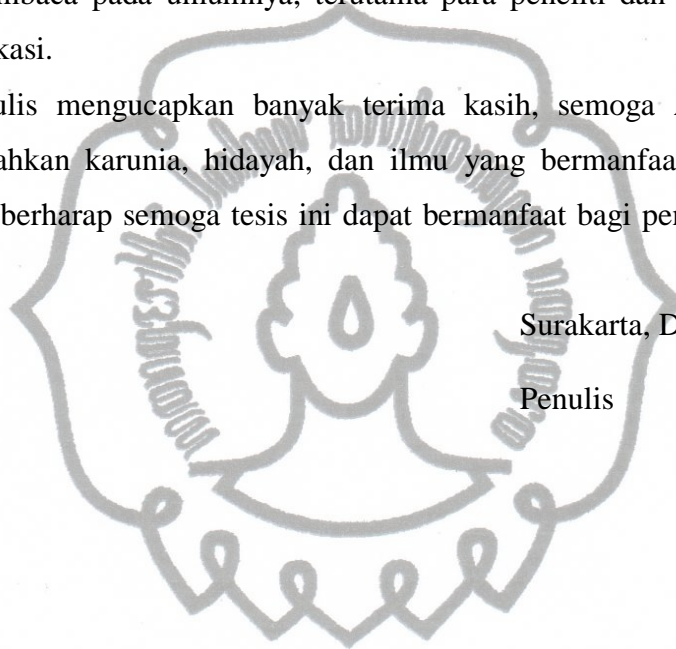 mbaca pada umumnya, terutama para peneliti dan
kasi.
ulis mengucapkan banyak terima kasih, semoga
ahkan karunia, hidayah, dan ilmu yang bermanfaa
berharap semoga tesis ini dapat bermanfaat bagi pe
Surakarta, D
Penulis